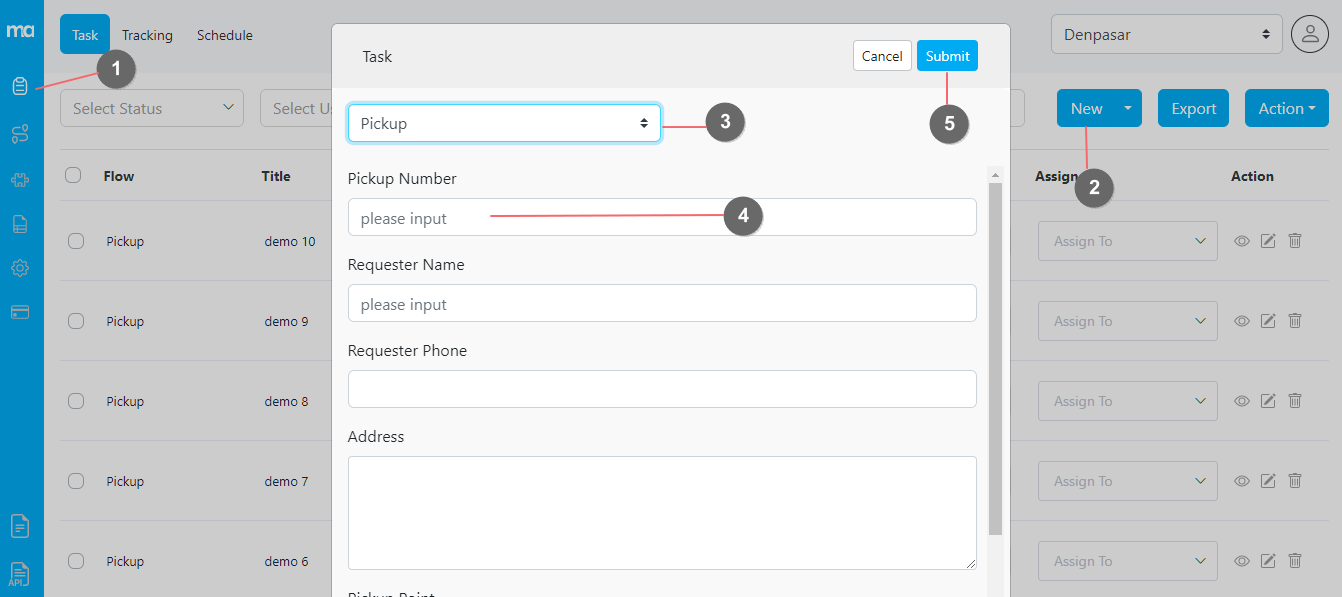 ma
Task
Tracking
Schedule
Denpasar
1
Select Status
Select Us
New
Export
Action
2
Flow
Title
Assign
Action
Pickup
demo 10
Assign To
Pickup
demo 9
Assign To
Pickup
demo 8
Assign To
Pickup
demo 7
Assign To
Pickup
demo 6
Assign To
API
Task
Cancel
Submit
5
Pickup
3
Pickup Number
please input
4
Requester Name
please input
Requester Phone
Address
Pickup Point